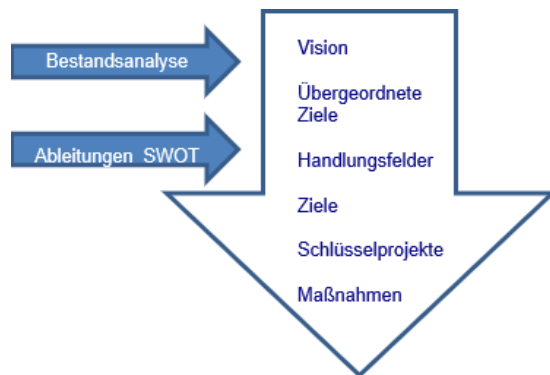 Bestandsanalyse
Ableitungen SWOT
Vision
Übergeordnete
Ziele
Handlungsfelder
Ziele
Schlüsselprojekte
Maßnahmen